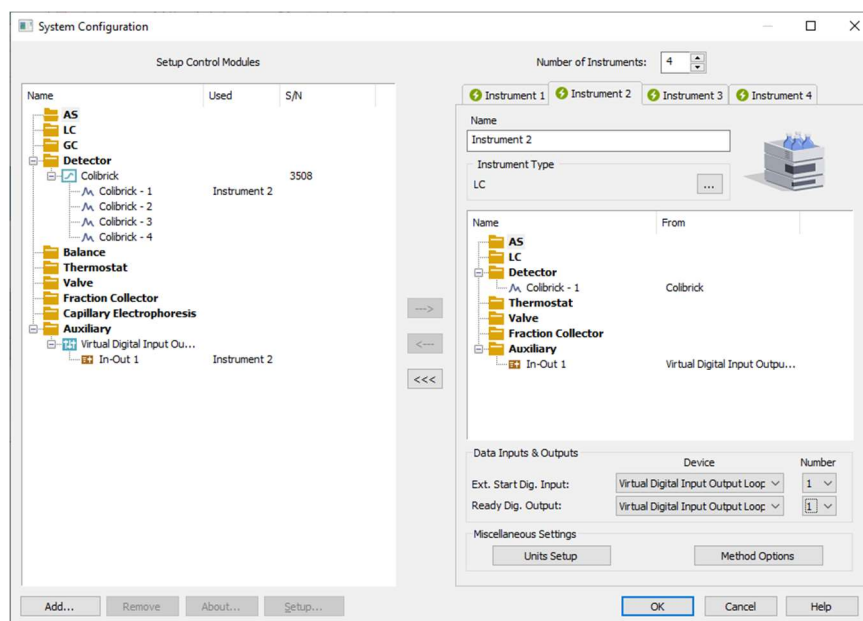 System Configuration
Setup Control Modules
Name Used S/N
AS
LC
GC
Detector
Colibrick 3508
Colibrick - 1 Instrument 2
Colibrick - 2
Colibrick - 3
Colibrick - 4
Balance
Thermostat
Valve
Fraction Collector
Capillary Electrophoresis
Auxiliary
Virtual Digital Input Ou...
In-Out 1 Instrument 2
Add... Remove About... Setup...
--->
<---
<<<
Number of Instruments: 4
Instrument 1 Instrument 2 Instrument 3 Instrument 4
Name
Instrument 2
Instrument Type
LC ...
Name From
AS
LC
Detector
Colibrick - 1 Colibrick
Thermostat
Valve
Fraction Collector
Auxiliary
In-Out 1 Virtual Digital Input Outpu...
Data Inputs & Outputs
Device Number
Ext. Start Dig. Input: Virtual Digital Input Output Loop 1
Ready Dig. Output: Virtual Digital Input Output Loop 1
Miscellaneous Settings
Units Setup Method Options
OK Cancel Help